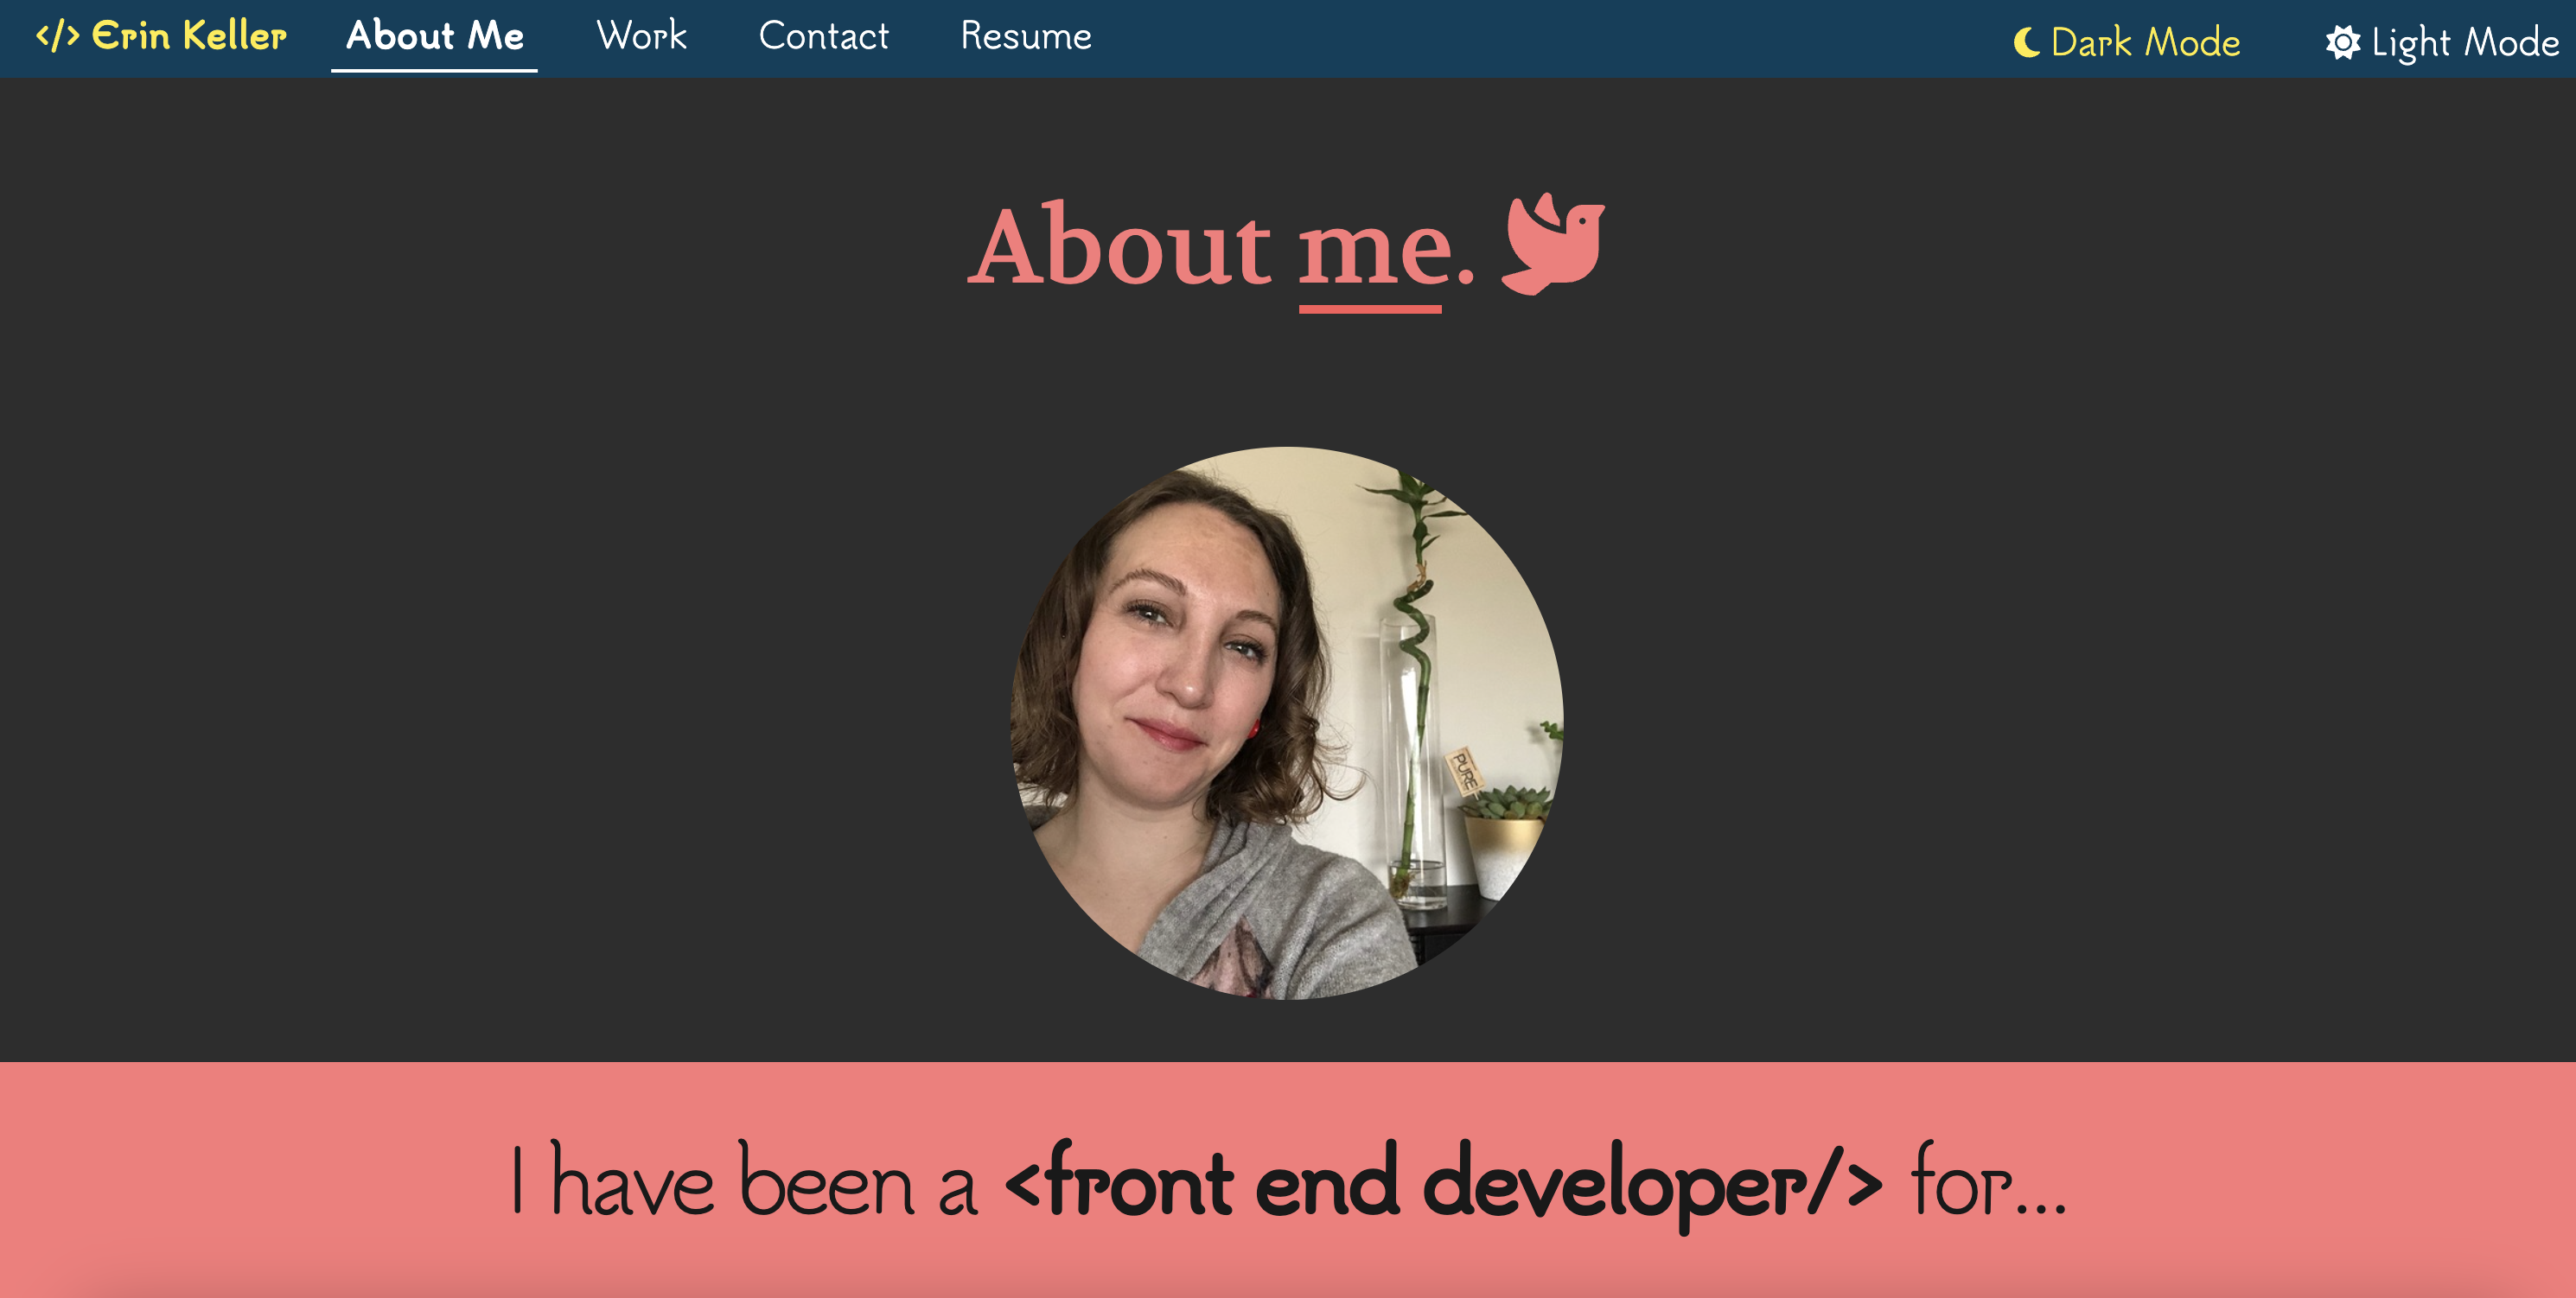 </> Erin Keller About Me Work Contact Resume Dark Mode Light Mode
About me.
PURE
I have been a <front end developer/> for...